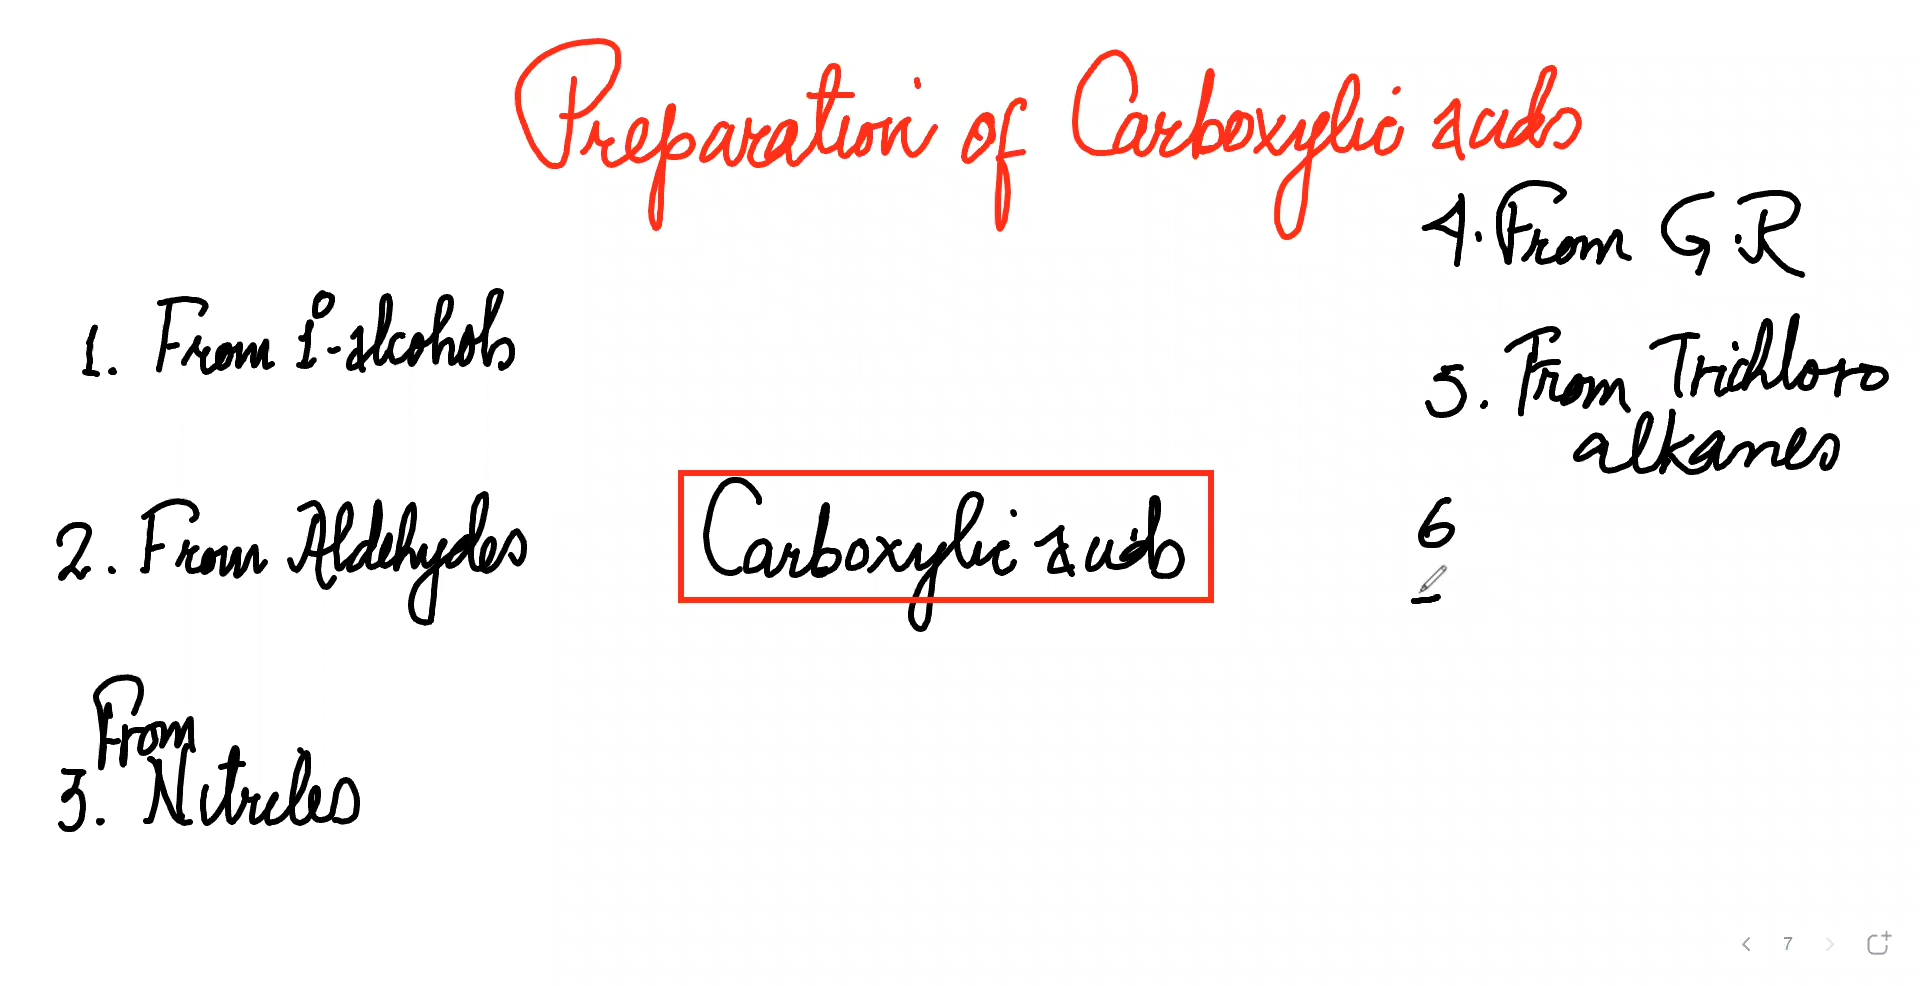 Preparation of Carboxylic acids
1. From 1°-alcohols
2. From Aldehydes
From
3. Nitriles
Carboxylic acids
4. From G.R
5. From Trichloro
alkanes
6
7